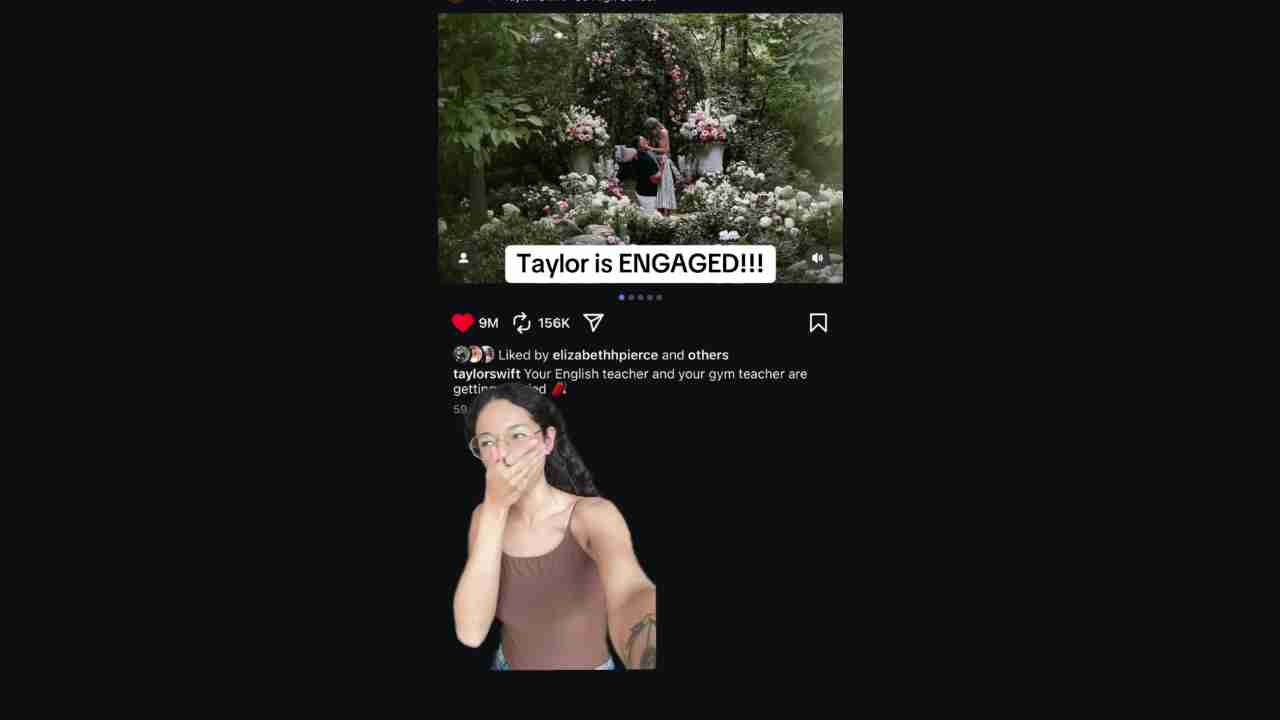 Taylor is ENGAGED!!!
9M 156K
Liked by elizabethhpierce and others
taylorswift Your English teacher and your gym teacher are
59